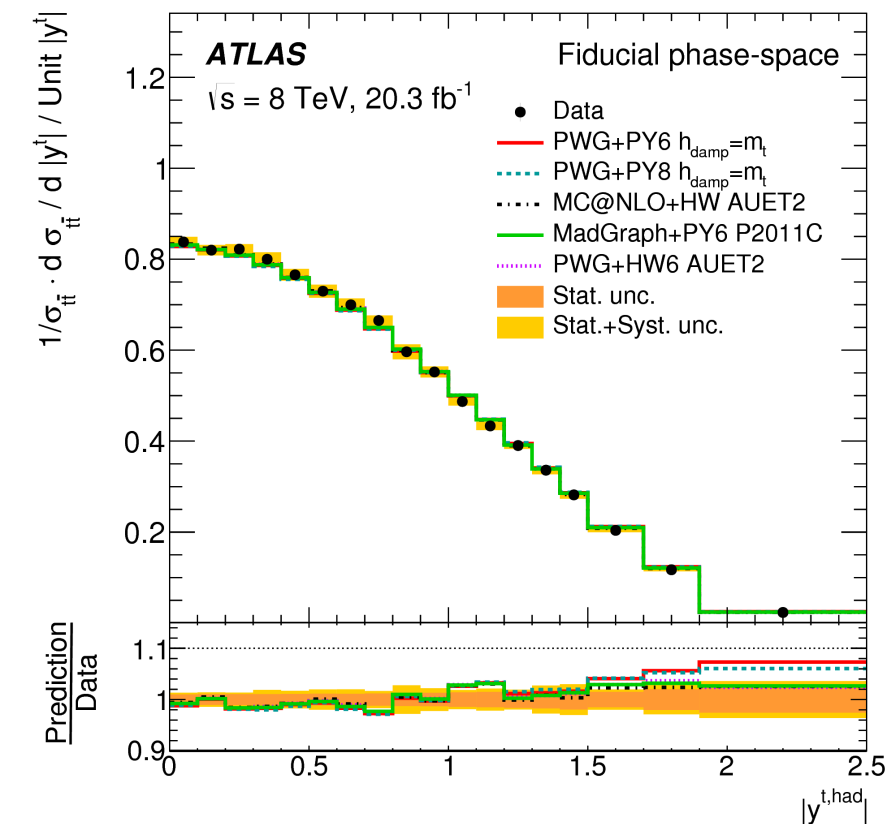 ATLAS
Fiducial phase-space
√s = 8 TeV, 20.3 fb-1
Data
PWG+PY6 hdamp=mt
PWG+PY8 hdamp=mt
MC@NLO+HW AUET2
MadGraph+PY6 P2011C
PWG+HW6 AUET2
Stat. unc.
Stat.+Syst. unc.
1/σtt̄ · d σtt̄ / d |yt| / Unit |yt|
1.2
1
0.8
0.6
0.4
0.2
Prediction
Data
1.1
1
0.9
0 0.5 1 1.5 2 2.5
|yt,had|